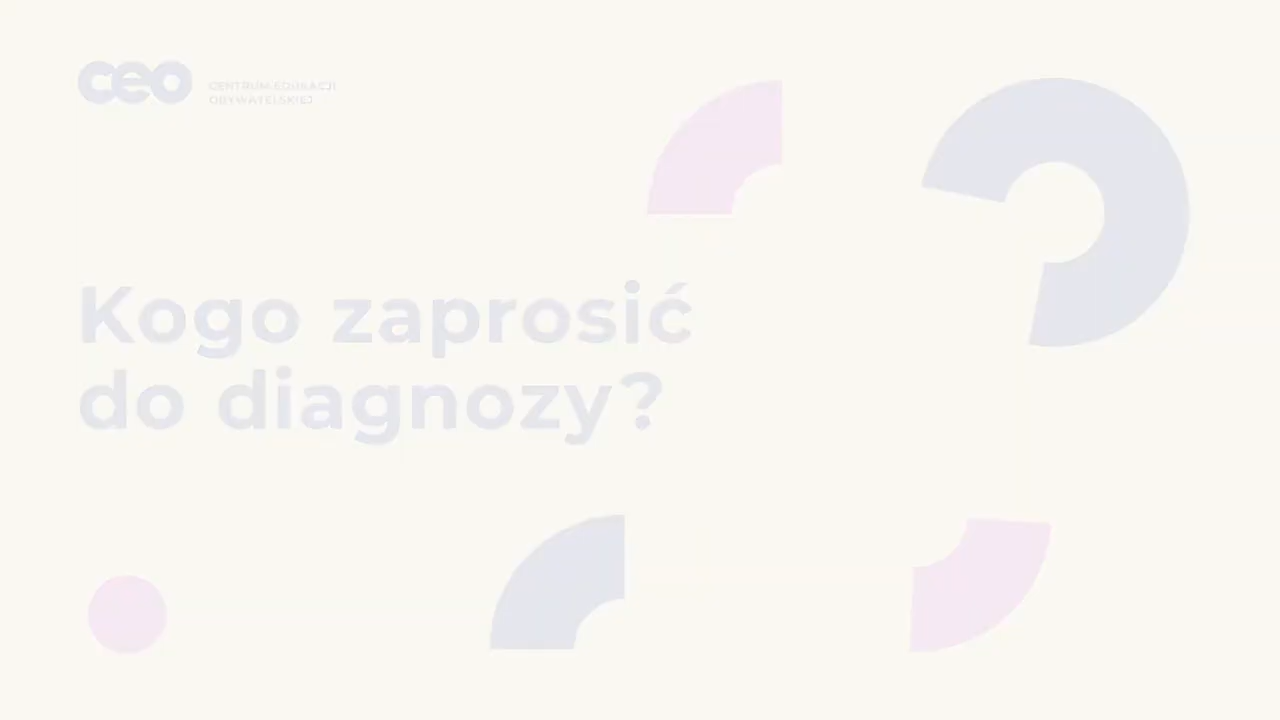 ceo
CENTRUM EDUKACJI
OBYWATELSKIEJ
Kogo zaprosić
do diagnozy?